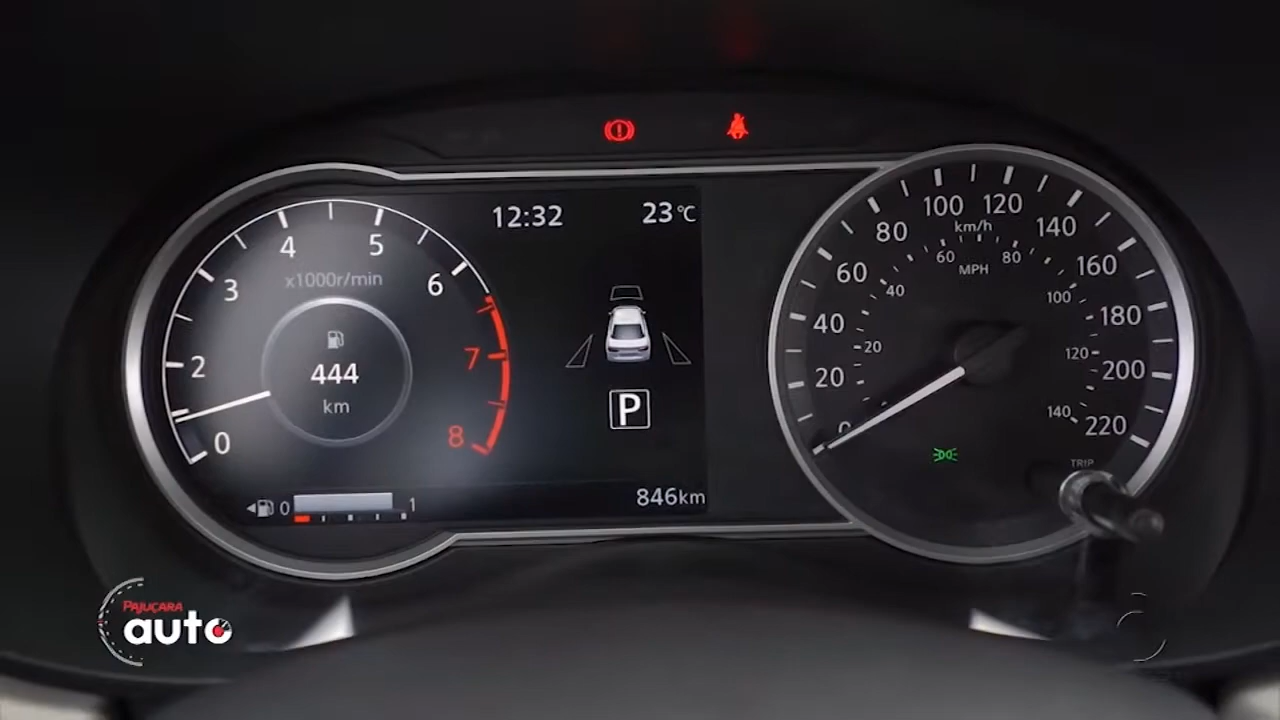 12:32 23°C
x1000r/min
0 2 3 4 5 6 7 8
444
km
P
0 1
846km
0 20 40 60 80 100 120 140 160 180 200 220
km/h
MPH
20 40 60 80 100 120 140
TRIP
PAJUÇARA
auto